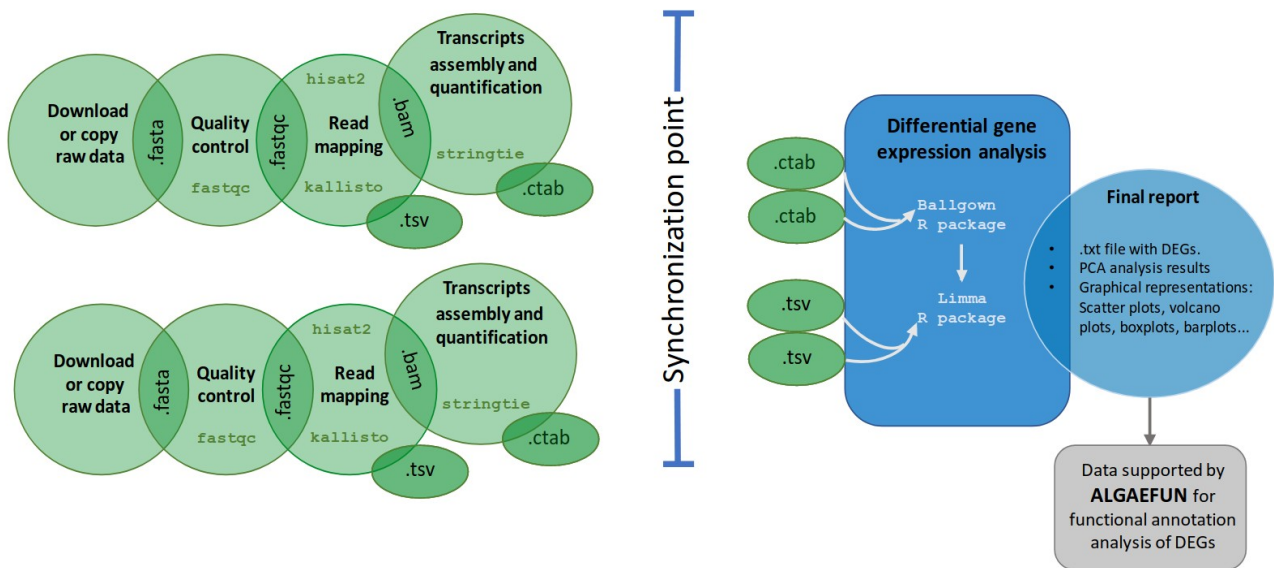 Download
or copy
raw data
.fasta
Quality
control
fastqc
.fastqc
hisat2
Read
mapping
kallisto
.bam
Transcripts
assembly and
quantification
stringtie
.ctab
.tsv
Download
or copy
raw data
.fasta
Quality
control
fastqc
.fastqc
hisat2
Read
mapping
kallisto
.bam
Transcripts
assembly and
quantification
stringtie
.ctab
.tsv
Synchronization point
.ctab
.ctab
.tsv
.tsv
Differential gene
expression analysis
Ballgown
R package
Limma
R package
Final report
• .txt file with DEGs.
• PCA analysis results
• Graphical representations:
Scatter plots, volcano
plots, boxplots, barplots...
Data supported by
ALGAEFUN for
functional annotation
analysis of DEGs